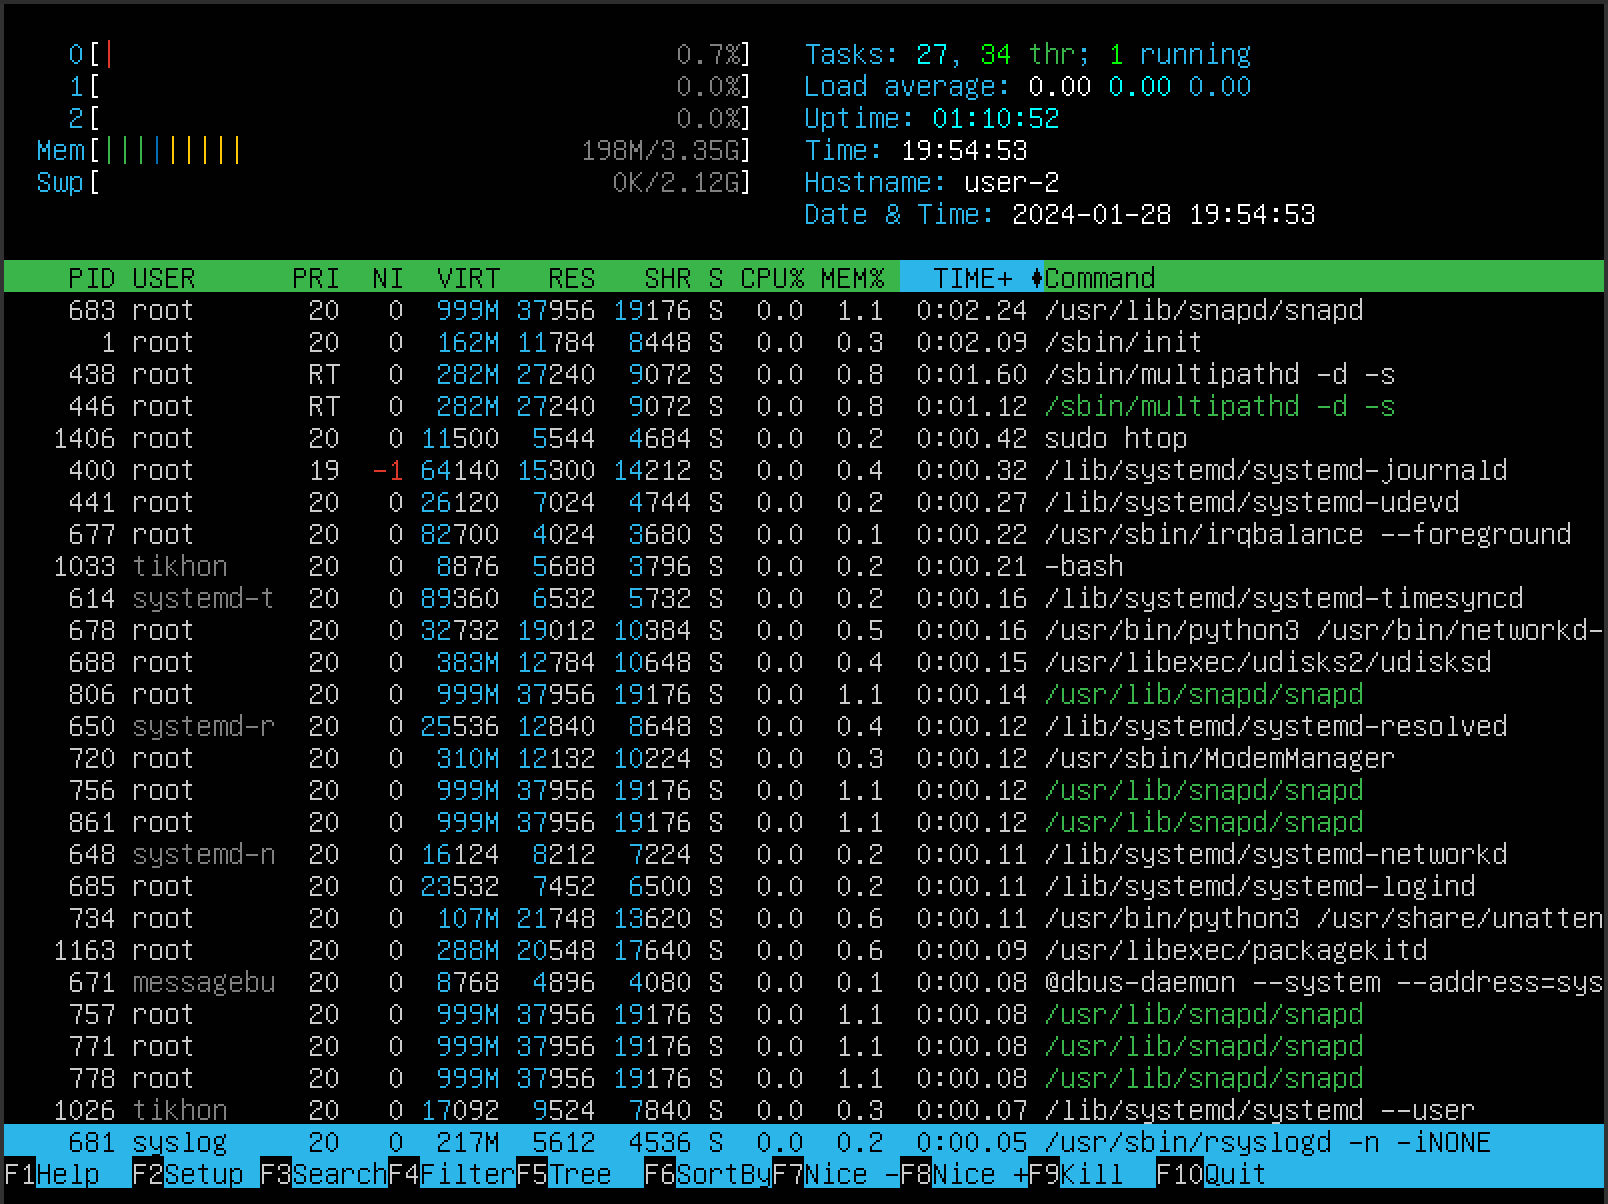 0[| 0.7%] Tasks: 27, 34 thr; 1 running
1[ 0.0%] Load average: 0.00 0.00 0.00
2[ 0.0%] Uptime: 01:10:52
Mem[||||||||| 198M/3.35G] Time: 19:54:53
Swp[ 0K/2.12G] Hostname: user-2
Date & Time: 2024-01-28 19:54:53
PID USER PRI NI VIRT RES SHR S CPU% MEM% TIME+ Command
683 root 20 0 999M 37956 19176 S 0.0 1.1 0:02.24 /usr/lib/snapd/snapd
1 root 20 0 162M 11784 8448 S 0.0 0.3 0:02.09 /sbin/init
438 root RT 0 282M 27240 9072 S 0.0 0.8 0:01.60 /sbin/multipathd -d -s
446 root RT 0 282M 27240 9072 S 0.0 0.8 0:01.12 /sbin/multipathd -d -s
1406 root 20 0 11500 5544 4684 S 0.0 0.2 0:00.42 sudo htop
400 root 19 -1 64140 15300 14212 S 0.0 0.4 0:00.32 /lib/systemd/systemd-journald
441 root 20 0 26120 7024 4744 S 0.0 0.2 0:00.27 /lib/systemd/systemd-udevd
677 root 20 0 82700 4024 3680 S 0.0 0.1 0:00.22 /usr/sbin/irqbalance --foreground
1033 tikhon 20 0 8876 5688 3796 S 0.0 0.2 0:00.21 -bash
614 systemd-t 20 0 89360 6532 5732 S 0.0 0.2 0:00.16 /lib/systemd/systemd-timesyncd
678 root 20 0 32732 19012 10384 S 0.0 0.5 0:00.16 /usr/bin/python3 /usr/bin/networkd-
688 root 20 0 383M 12784 10648 S 0.0 0.4 0:00.15 /usr/libexec/udisks2/udisksd
806 root 20 0 999M 37956 19176 S 0.0 1.1 0:00.14 /usr/lib/snapd/snapd
650 systemd-r 20 0 25536 12840 8648 S 0.0 0.4 0:00.12 /lib/systemd/systemd-resolved
720 root 20 0 310M 12132 10224 S 0.0 0.3 0:00.12 /usr/sbin/ModemManager
756 root 20 0 999M 37956 19176 S 0.0 1.1 0:00.12 /usr/lib/snapd/snapd
861 root 20 0 999M 37956 19176 S 0.0 1.1 0:00.12 /usr/lib/snapd/snapd
648 systemd-n 20 0 16124 8212 7224 S 0.0 0.2 0:00.11 /lib/systemd/systemd-networkd
685 root 20 0 23532 7452 6500 S 0.0 0.2 0:00.11 /lib/systemd/systemd-logind
734 root 20 0 107M 21748 13620 S 0.0 0.6 0:00.11 /usr/bin/python3 /usr/share/unatten
1163 root 20 0 288M 20548 17640 S 0.0 0.6 0:00.09 /usr/libexec/packagekitd
671 messagebu 20 0 8768 4896 4080 S 0.0 0.1 0:00.08 @dbus-daemon --system --address=sys
757 root 20 0 999M 37956 19176 S 0.0 1.1 0:00.08 /usr/lib/snapd/snapd
771 root 20 0 999M 37956 19176 S 0.0 1.1 0:00.08 /usr/lib/snapd/snapd
778 root 20 0 999M 37956 19176 S 0.0 1.1 0:00.08 /usr/lib/snapd/snapd
1026 tikhon 20 0 17092 9524 7840 S 0.0 0.3 0:00.07 /lib/systemd/systemd --user
681 syslog 20 0 217M 5612 4536 S 0.0 0.2 0:00.05 /usr/sbin/rsyslogd -n -iNONE
F1Help F2Setup F3SearchF4FilterF5Tree F6SortByF7Nice -F8Nice +F9Kill F10Quit